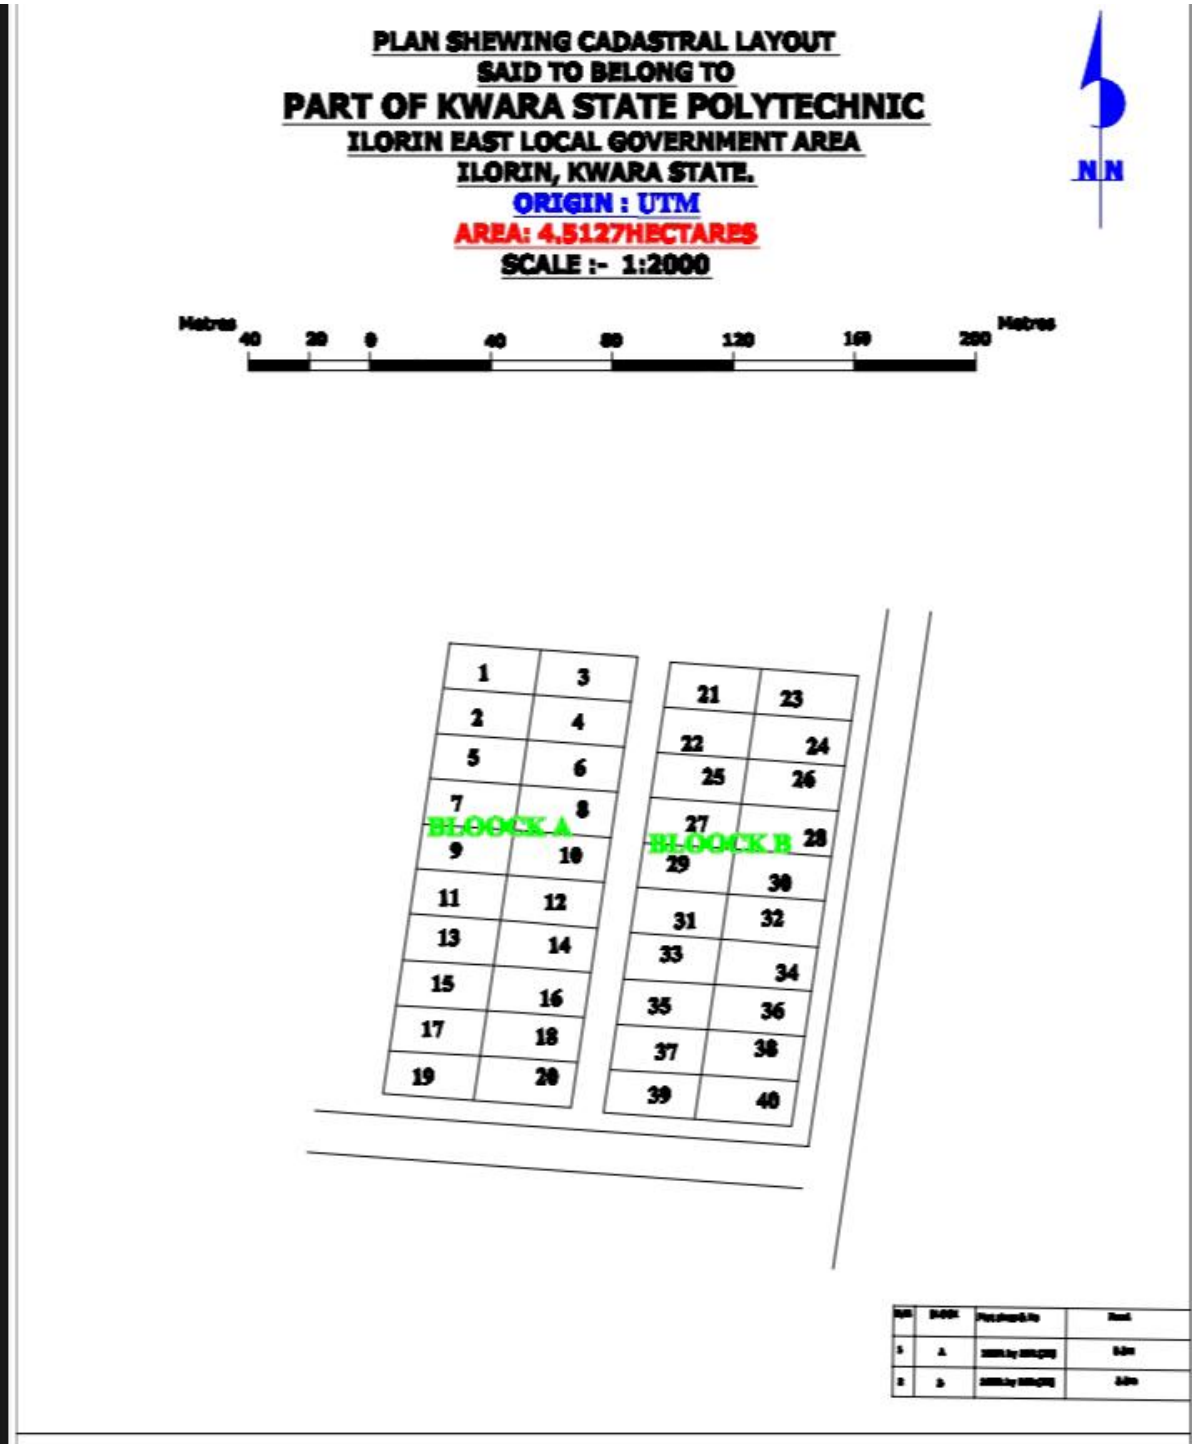 PLAN SHEWING CADASTRAL LAYOUT
SAID TO BELONG TO
PART OF KWARA STATE POLYTECHNIC
ILORIN EAST LOCAL GOVERNMENT AREA
ILORIN, KWARA STATE.
ORIGIN : UTM
AREA: 4.5127HECTARES
SCALE :- 1:2000
N N
Metres 40 20 0 40 80 120 160 200 Metres
1 3
2 4
5 6
7 8
BLOOCK A
9 10
11 12
13 14
15 16
17 18
19 20
21 23
22 24
25 26
27 28
BLOOCK B
29 30
31 32
33 34
35 36
37 38
39 40
A